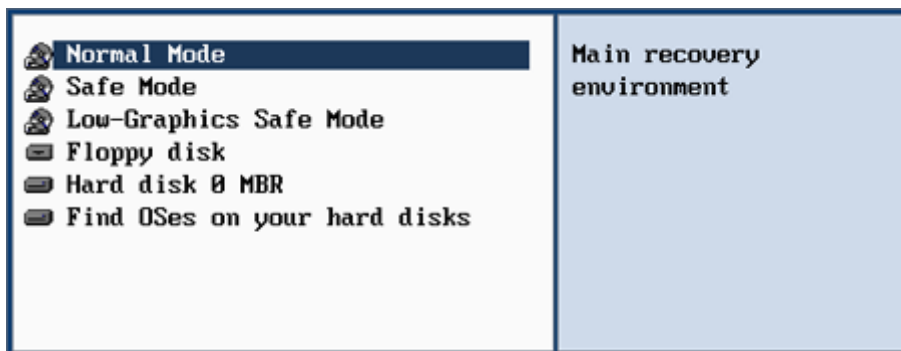 Normal Mode
Safe Mode
Low-Graphics Safe Mode
Floppy disk
Hard disk 0 MBR
Find OSes on your hard disks
Main recovery
environment